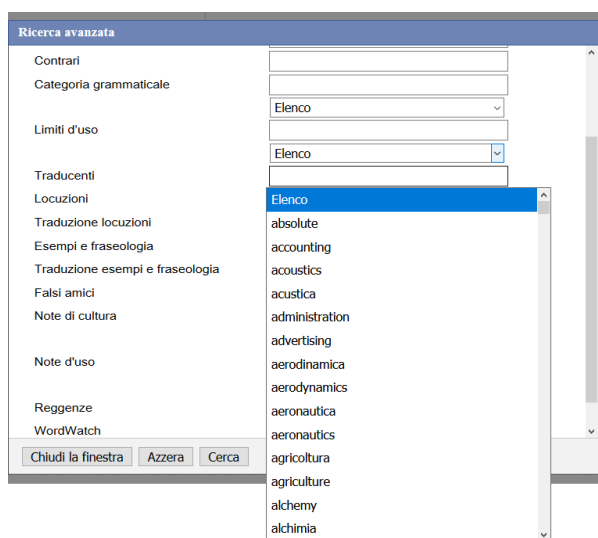 Ricerca avanzata
Contrari
Categoria grammaticale
Elenco
Limiti d'uso
Elenco
Traducenti
Locuzioni
Traduzione locuzioni
Esempi e fraseologia
Traduzione esempi e fraseologia
Falsi amici
Note di cultura
Note d'uso
Reggenze
WordWatch
Elenco
absolute
accounting
acoustics
acustica
administration
advertising
aerodinamica
aerodynamics
aeronautica
aeronautics
agricoltura
agriculture
alchemy
alchimia
Chiudi la finestra Azzera Cerca